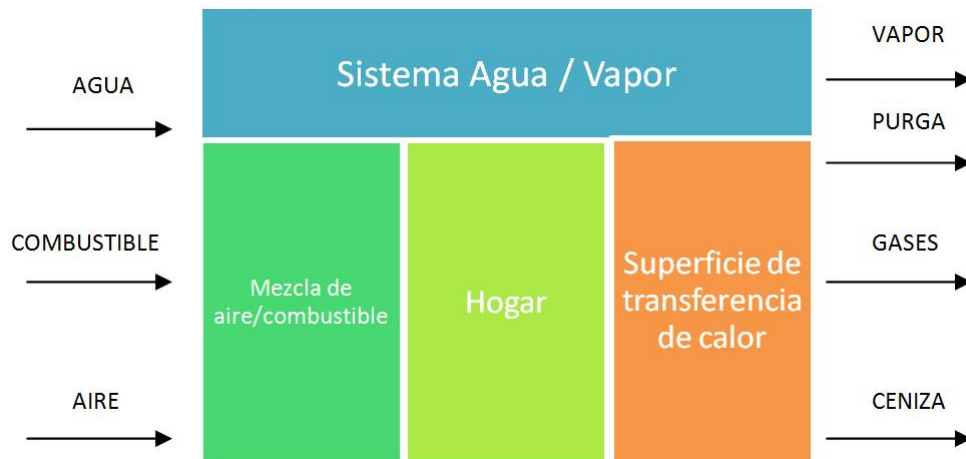 AGUA
COMBUSTIBLE
AIRE
Sistema Agua / Vapor
Mezcla de
aire/combustible
Hogar
Superficie de
transferencia
de calor
VAPOR
PURGA
GASES
CENIZA